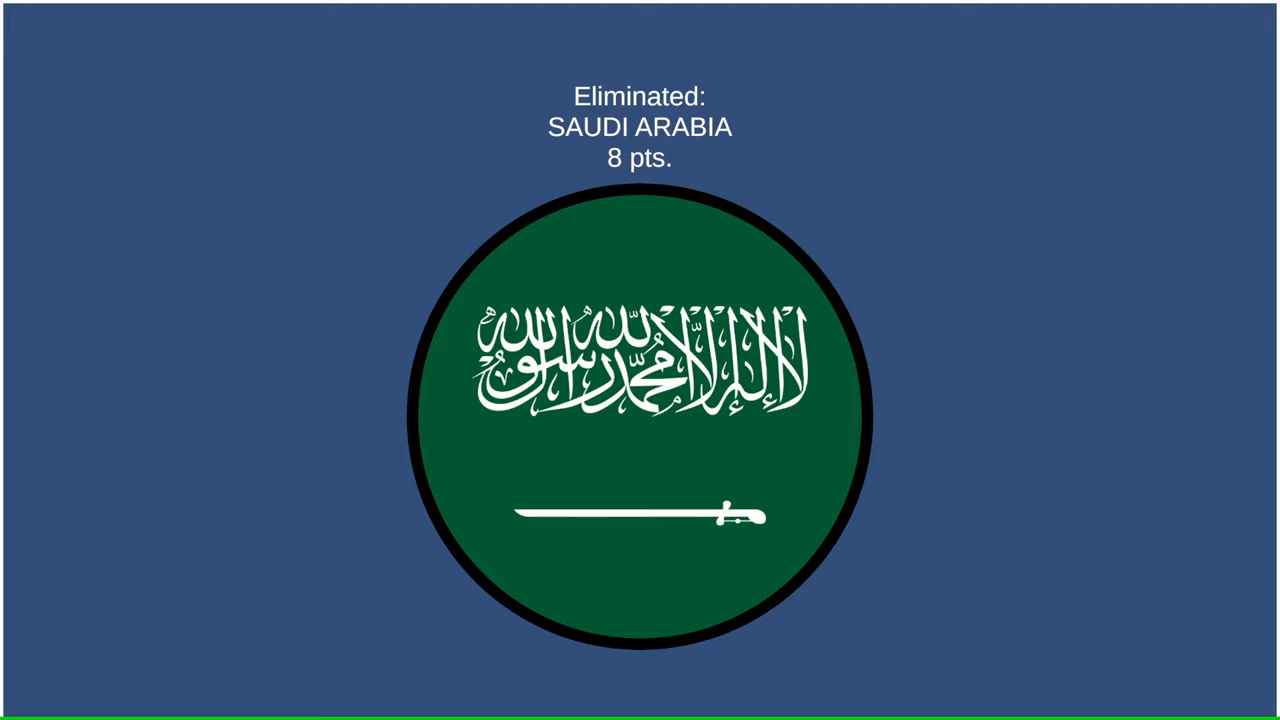 Eliminated:
SAUDI ARABIA
8 pts.
لا إله إلا الله محمد رسول الله